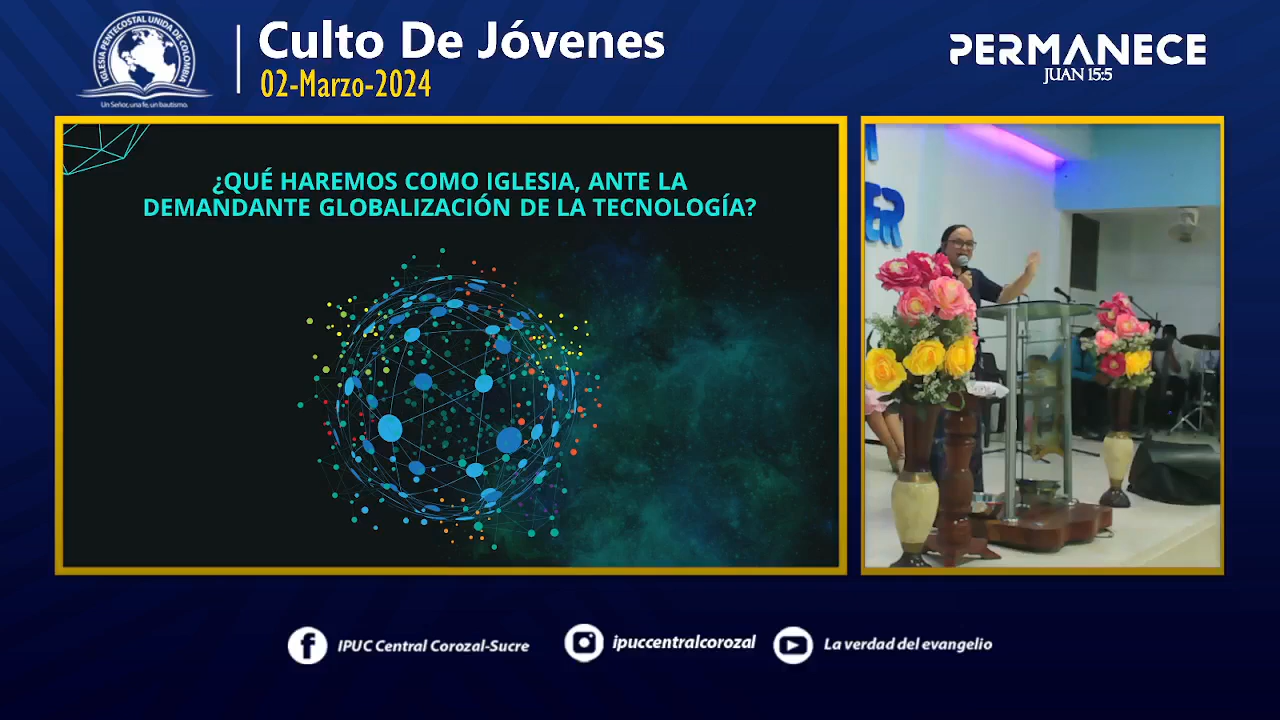 IGLESIA PENTECOSTAL UNIDA DE COLOMBIA
Un Señor, una fe, un bautismo.
Culto De Jóvenes
02-Marzo-2024
PERMANECE
JUAN 15:5
¿QUÉ HAREMOS COMO IGLESIA, ANTE LA
DEMANDANTE GLOBALIZACIÓN DE LA TECNOLOGÍA?
IPUC Central Corozal-Sucre
ipuccentralcorozal
La verdad del evangelio